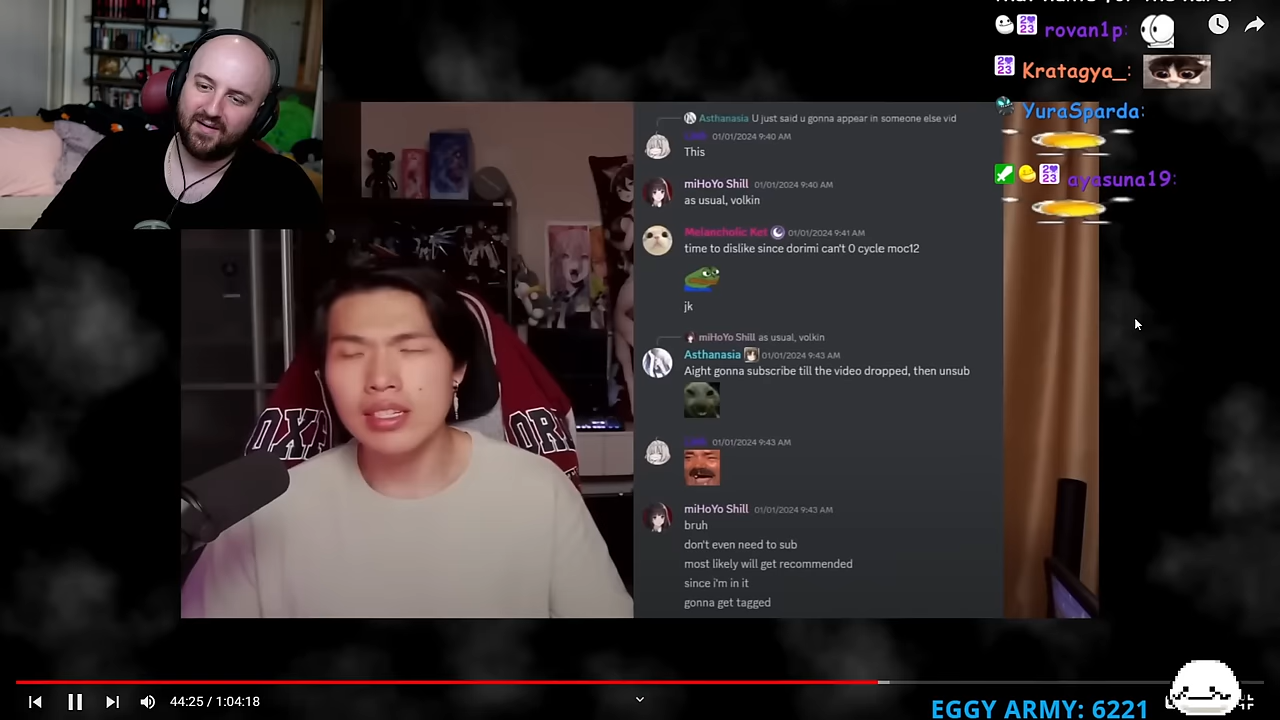 rovan1p:
Kratagya_:
YuraSparda:
ayasuna19:
Asthanasia U just said u gonna appear in someone else vid
01/01/2024 9:40 AM
This
miHoYo Shill 01/01/2024 9:40 AM
as usual, volkin
Melancholic Ket 01/01/2024 9:41 AM
time to dislike since dorimi can't 0 cycle moc12
jk
miHoYo Shill as usual, volkin
Asthanasia 01/01/2024 9:43 AM
Aight gonna subscribe till the video dropped, then unsub
01/01/2024 9:43 AM
miHoYo Shill 01/01/2024 9:43 AM
bruh
don't even need to sub
most likely will get recommended
since i'm in it
gonna get tagged
44:25 / 1:04:18
EGGY ARMY: 6221